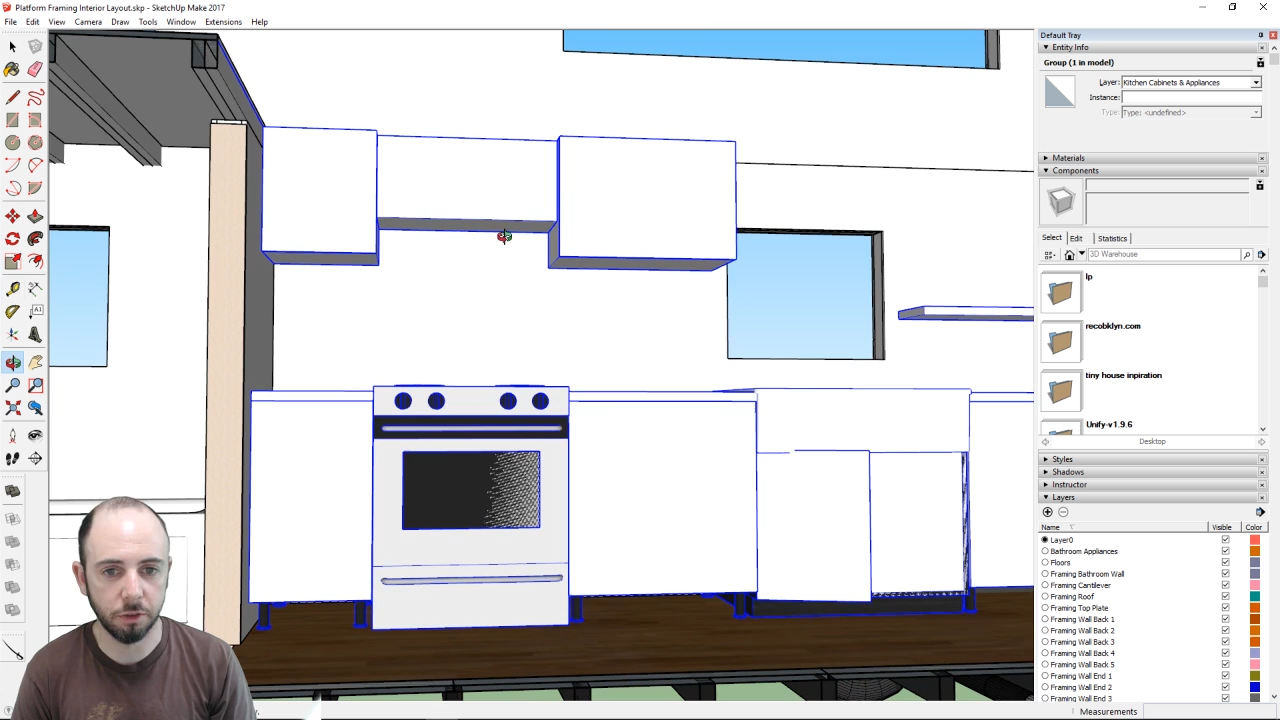 Platform Framing Interior Layout.skp - SketchUp Make 2017
File Edit View Camera Draw Tools Window Extensions Help
Default Tray
Entity Info
Group (1 in model)
Layer: Kitchen Cabinets & Appliances
Instance:
Type: Type: <undefined>
Materials
Components
Select Edit Statistics
3D Warehouse
lp
recobklyn.com
tiny house inpiration
Unify-v1.9.6
Desktop
Styles
Shadows
Instructor
Layers
Name Visible Color
Layer0
Bathroom Appliances
Floors
Framing Bathroom Wall
Framing Cantilever
Framing Roof
Framing Top Plate
Framing Wall Back 1
Framing Wall Back 2
Framing Wall Back 3
Framing Wall Back 4
Framing Wall Back 5
Framing Wall End 1
Framing Wall End 2
Framing Wall End 3
Measurements